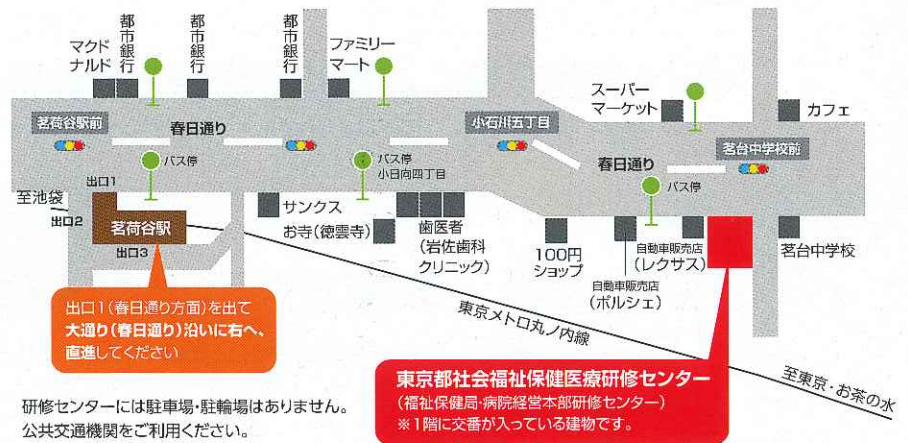 マクド
ナルド
都市銀行
都市銀行
都市銀行
ファミリー
マート
スーパー
マーケット
カフェ
茗荷谷駅前
春日通り
小石川五丁目
春日通り
茗台中学校前
バス停
バス停
小日向四丁目
バス停
出口1
至池袋
出口2
茗荷谷駅
出口3
サンクス
お寺(徳雲寺)
歯医者
(岩佐歯科
クリニック)
100円
ショップ
自動車販売店
(ポルシェ)
自動車販売店
(レクサス)
茗台中学校
出口1(春日通り方面)を出て
大通り(春日通り)沿いに右へ、
直進してください
東京メトロ丸ノ内線
至東京・お茶の水
東京都社会福祉保健医療研修センター
(福祉保健局・病院経営本部研修センター)
※1階に交番が入っている建物です。
研修センターには駐車場・駐輪場はありません。
公共交通機関をご利用ください。